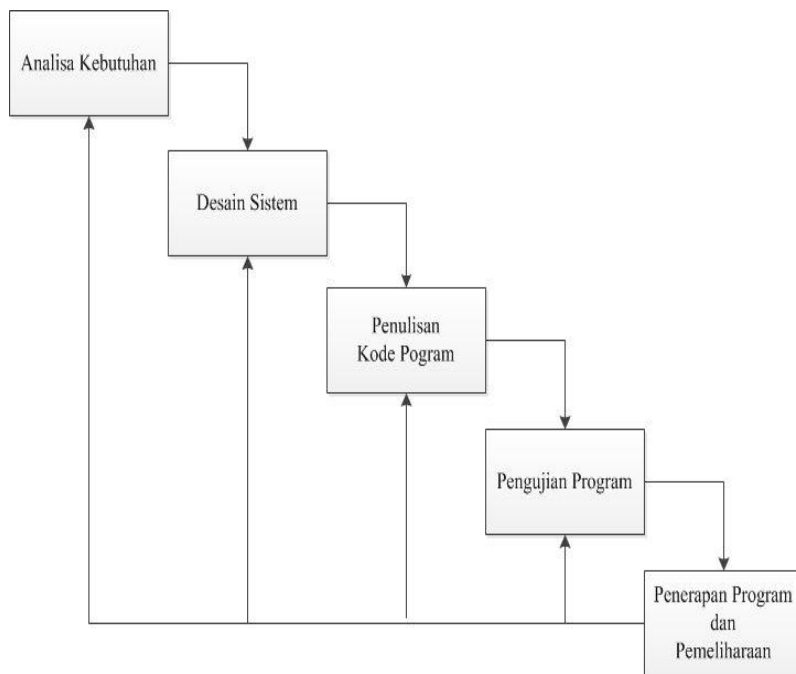 Analisa Kebutuhan
Desain Sistem
Penulisan
Kode Pogram
Pengujian Program
Penerapan Program
dan
Pemeliharaan